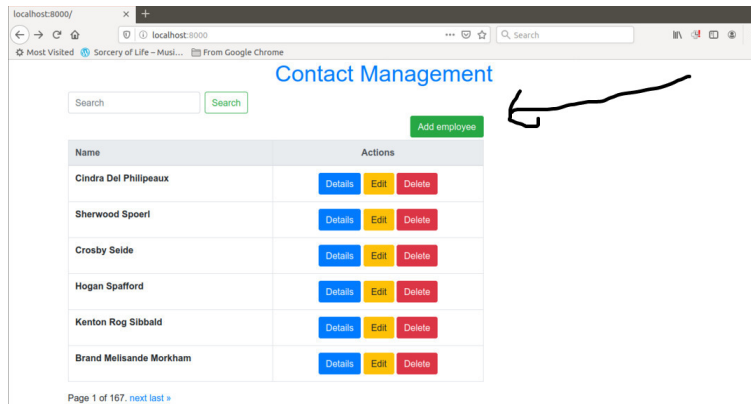 localhost:8000/
localhost:8000
Search
Most Visited Sorcery of Life – Musi... From Google Chrome
Contact Management
Search Search
Add employee
Name Actions
Cindra Del Philipeaux Details Edit Delete
Sherwood Spoerl Details Edit Delete
Crosby Seide Details Edit Delete
Hogan Spafford Details Edit Delete
Kenton Rog Sibbald Details Edit Delete
Brand Melisande Morkham Details Edit Delete
Page 1 of 167. next last »